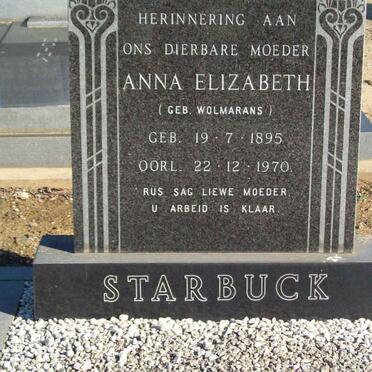 HERINNERING AAN
ONS DIERBARE MOEDER
ANNA ELIZABETH
(GEB. WOLMARANS)
GEB. 19·7·1895
OORL. 22·12·1970.
RUS SAG LIEWE MOEDER
U ARBEID IS KLAAR.
STARBUCK